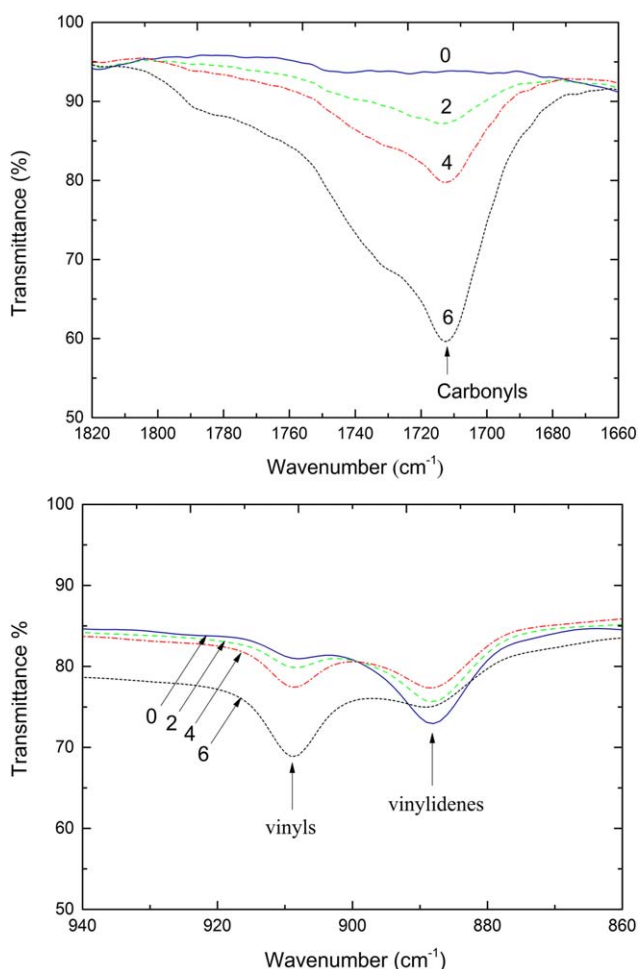 100
90
80
70
60
50
Transmittance (%)
0
2
4
6
Carbonyls
1820 1800 1780 1760 1740 1720 1700 1680 1660
Wavenumber (cm-1)
100
90
80
70
60
50
Transmittance %
0
2
4
6
vinyls
vinylidenes
940 920 900 880 860
Wavenumber (cm-1)